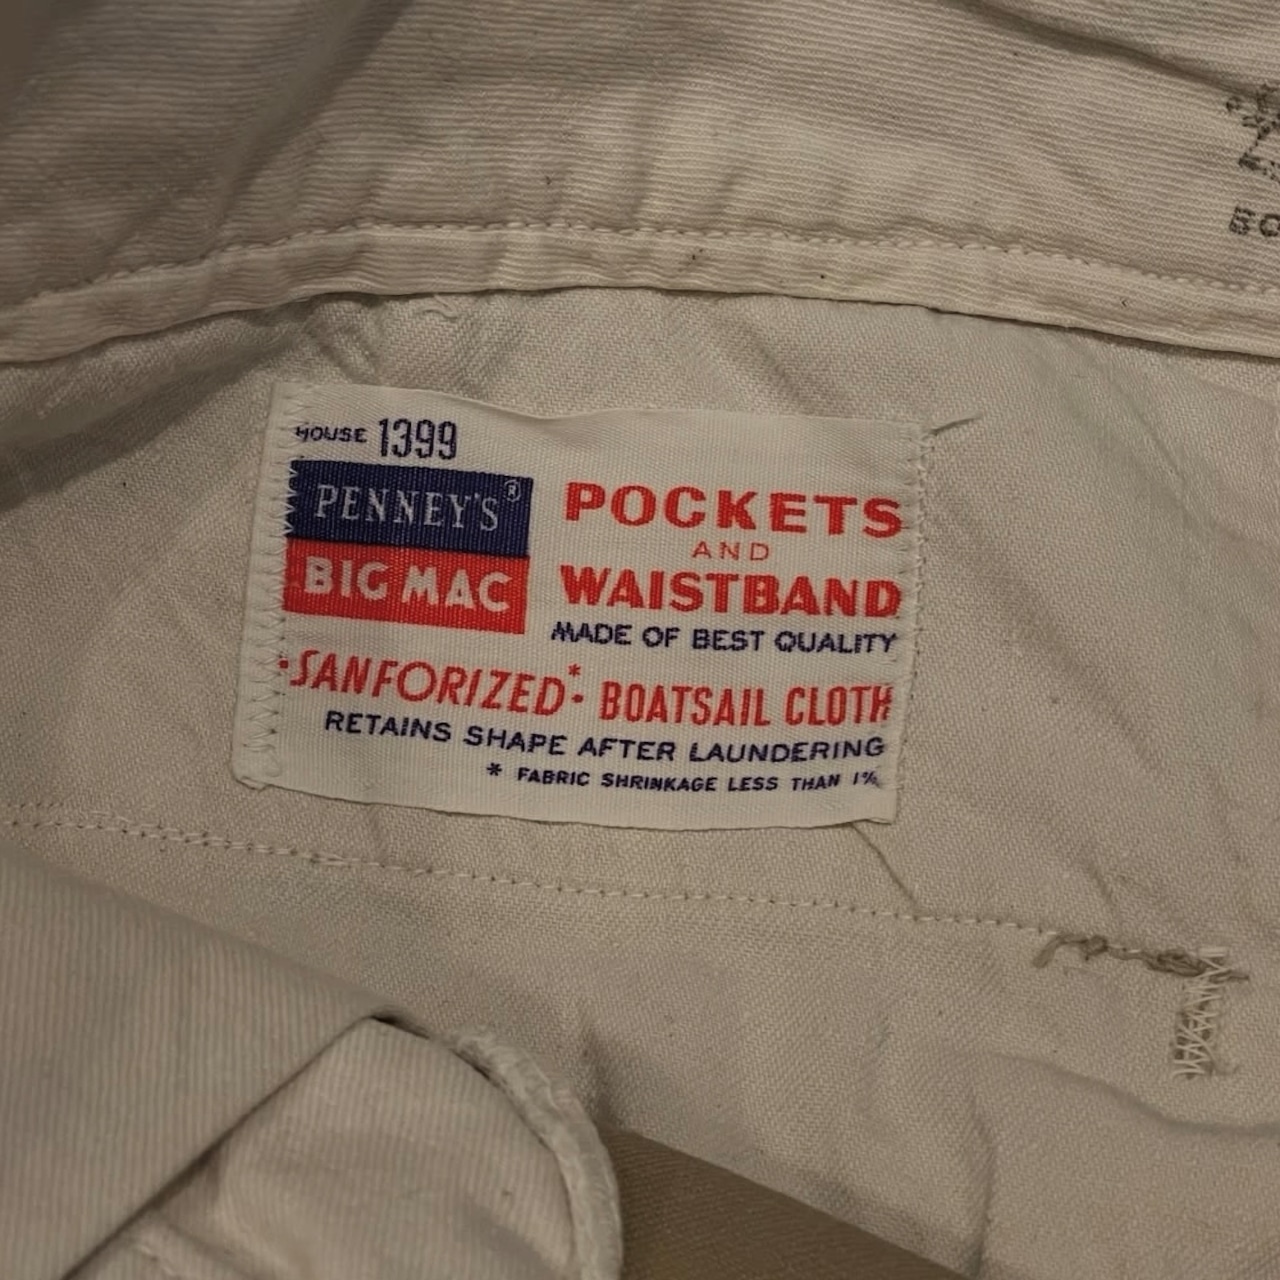 HOUSE 1399
PENNEY'S®
BIG MAC
POCKETS
AND
WAISTBAND
MADE OF BEST QUALITY
·SANFORIZED*· BOATSAIL CLOTH
RETAINS SHAPE AFTER LAUNDERING
* FABRIC SHRINKAGE LESS THAN 1%